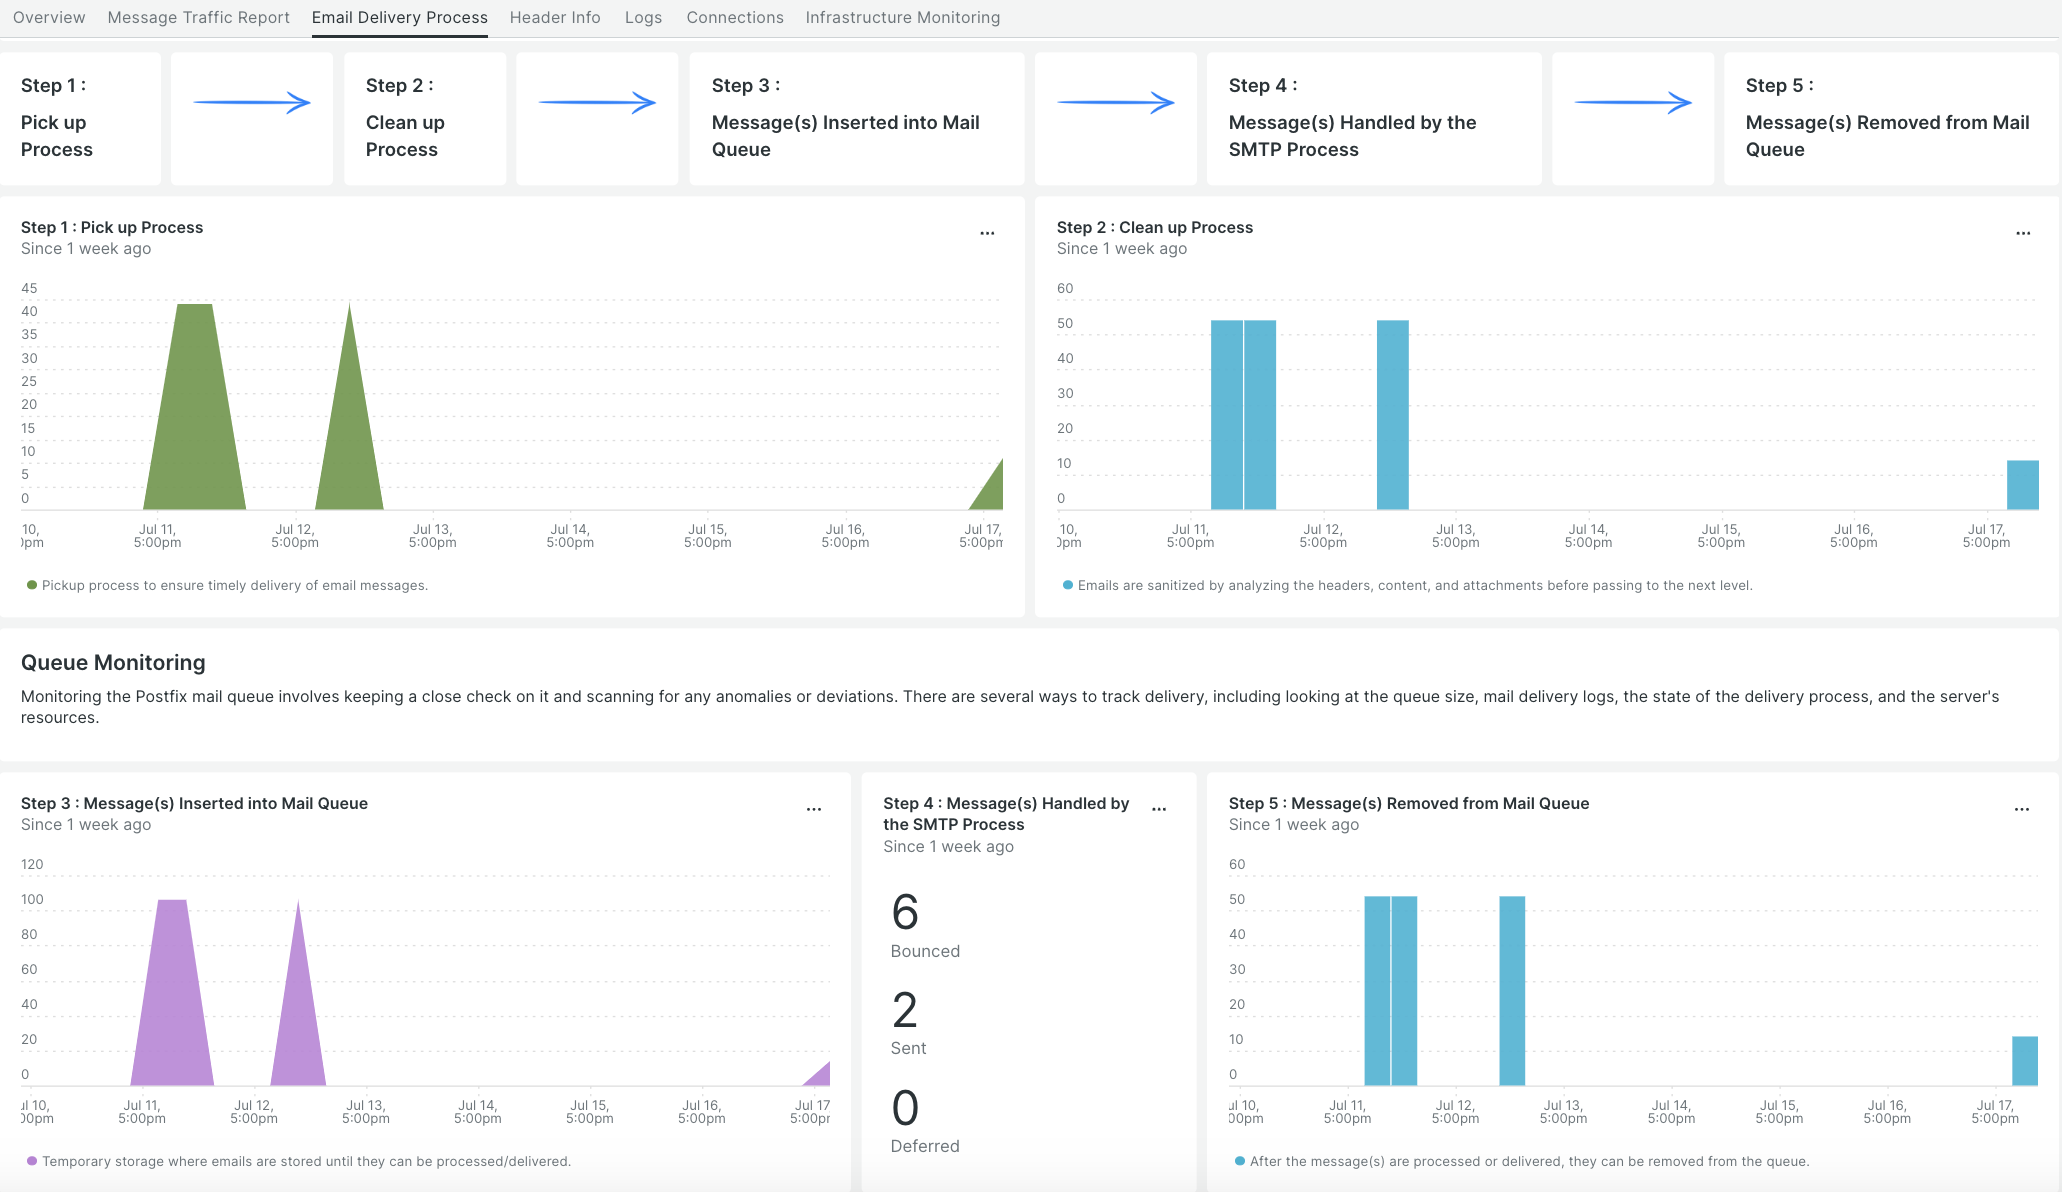 Overview Message Traffic Report Email Delivery Process Header Info Logs Connections Infrastructure Monitoring
Step 1 :
Pick up
Process
Step 2 :
Clean up
Process
Step 3 :
Message(s) Inserted into Mail
Queue
Step 4 :
Message(s) Handled by the
SMTP Process
Step 5 :
Message(s) Removed from Mail
Queue
Step 1 : Pick up Process
...
Since 1 week ago
45
40
35
30
25
20
15
10
5
0
10, Jul 11, Jul 12, Jul 13, Jul 14, Jul 15, Jul 16, Jul 17,
pm 5:00pm 5:00pm 5:00pm 5:00pm 5:00pm 5:00pm 5:00pm
Pickup process to ensure timely delivery of email messages.
Step 2 : Clean up Process
...
Since 1 week ago
60
50
40
30
20
10
0
10, Jul 11, Jul 12, Jul 13, Jul 14, Jul 15, Jul 16, Jul 17,
pm 5:00pm 5:00pm 5:00pm 5:00pm 5:00pm 5:00pm 5:00pm
Emails are sanitized by analyzing the headers, content, and attachments before passing to the next level.
Queue Monitoring
Monitoring the Postfix mail queue involves keeping a close check on it and scanning for any anomalies or deviations. There are several ways to track delivery, including looking at the queue size, mail delivery logs, the state of the delivery process, and the server's
resources.
Step 3 : Message(s) Inserted into Mail Queue
...
Since 1 week ago
120
100
80
60
40
20
0
Jul 10, Jul 11, Jul 12, Jul 13, Jul 14, Jul 15, Jul 16, Jul 17
00pm 5:00pm 5:00pm 5:00pm 5:00pm 5:00pm 5:00pm 5:00p
Temporary storage where emails are stored until they can be processed/delivered.
Step 4 : Message(s) Handled by
the SMTP Process
...
Since 1 week ago
6
Bounced
2
Sent
0
Deferred
Step 5 : Message(s) Removed from Mail Queue
...
Since 1 week ago
60
50
40
30
20
10
0
Jul 10, Jul 11, Jul 12, Jul 13, Jul 14, Jul 15, Jul 16, Jul 17,
00pm 5:00pm 5:00pm 5:00pm 5:00pm 5:00pm 5:00pm 5:00pm
After the message(s) are processed or delivered, they can be removed from the queue.